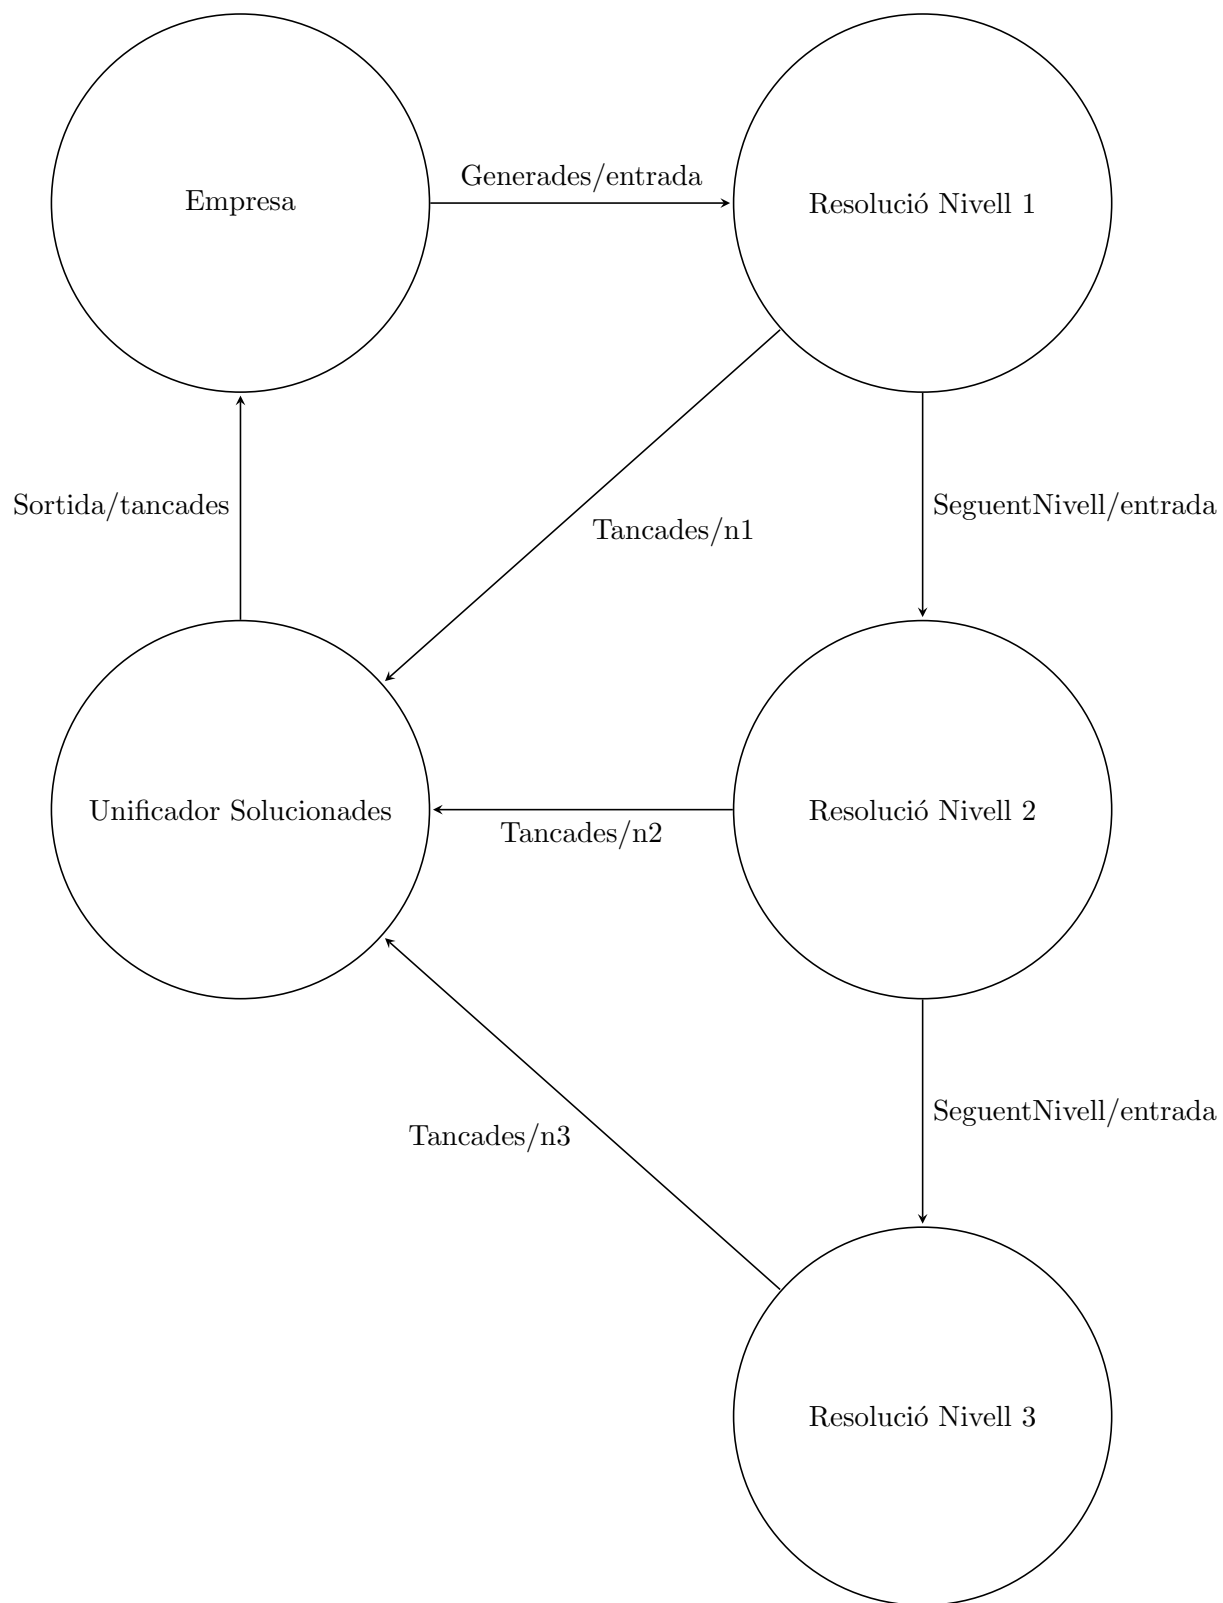 Generades/entrada
Empresa
Resolució Nivell 1
Sortida/tancades
SeguentNivell/entrada
Tancades/n1
Unificador Solucionades
Resolució Nivell 2
Tancades/n2
SeguentNivell/entrada
Tancades/n3
Resolució Nivell 3